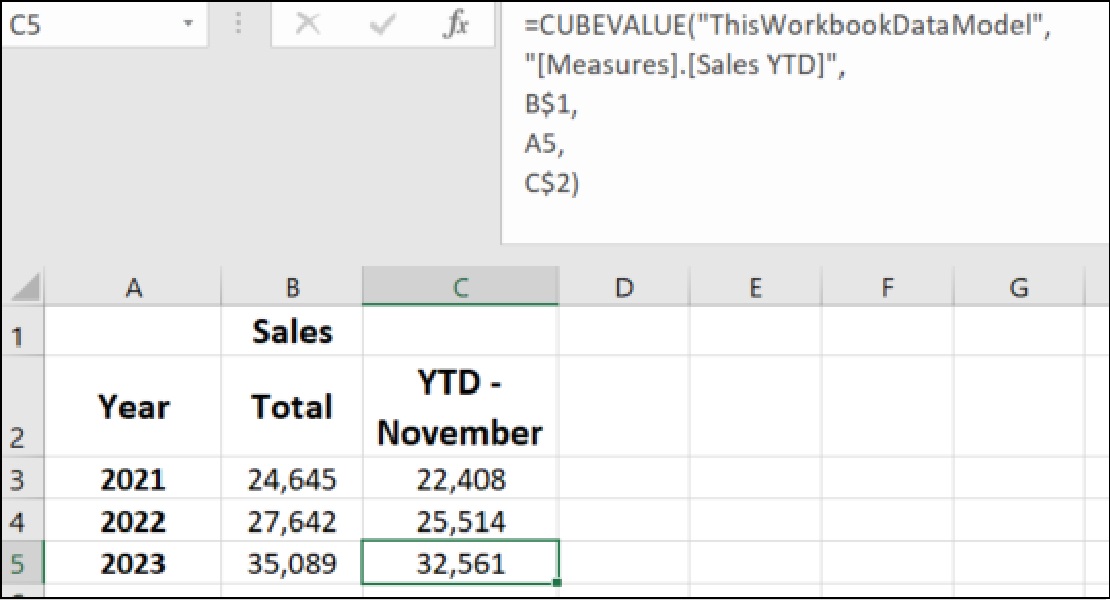 C5
fx
=CUBEVALUE("ThisWorkbookDataModel",
"[Measures].[Sales YTD]",
B$1,
A5,
C$2)
A B C D E F G
1 Sales
YTD -
2 Year Total November
3 2021 24,645 22,408
4 2022 27,642 25,514
5 2023 35,089 32,561